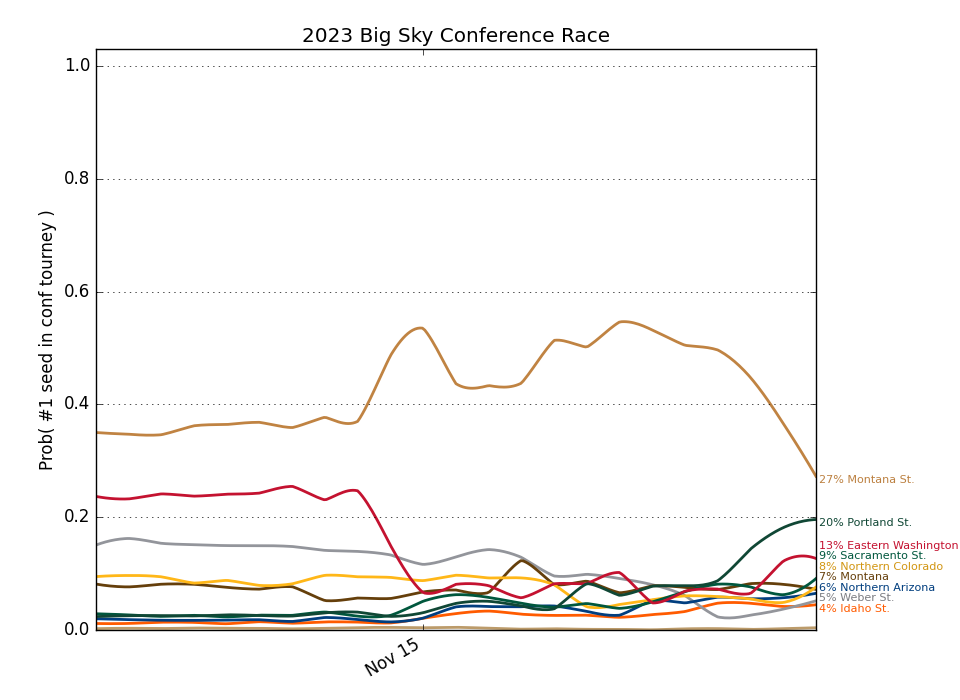 2023 Big Sky Conference Race
Prob( #1 seed in conf tourney )
1.0
0.8
0.6
0.4
0.2
0.0
Nov 15
27% Montana St.
20% Portland St.
13% Eastern Washington
9% Sacramento St.
8% Northern Colorado
7% Montana
6% Northern Arizona
5% Weber St.
4% Idaho St.